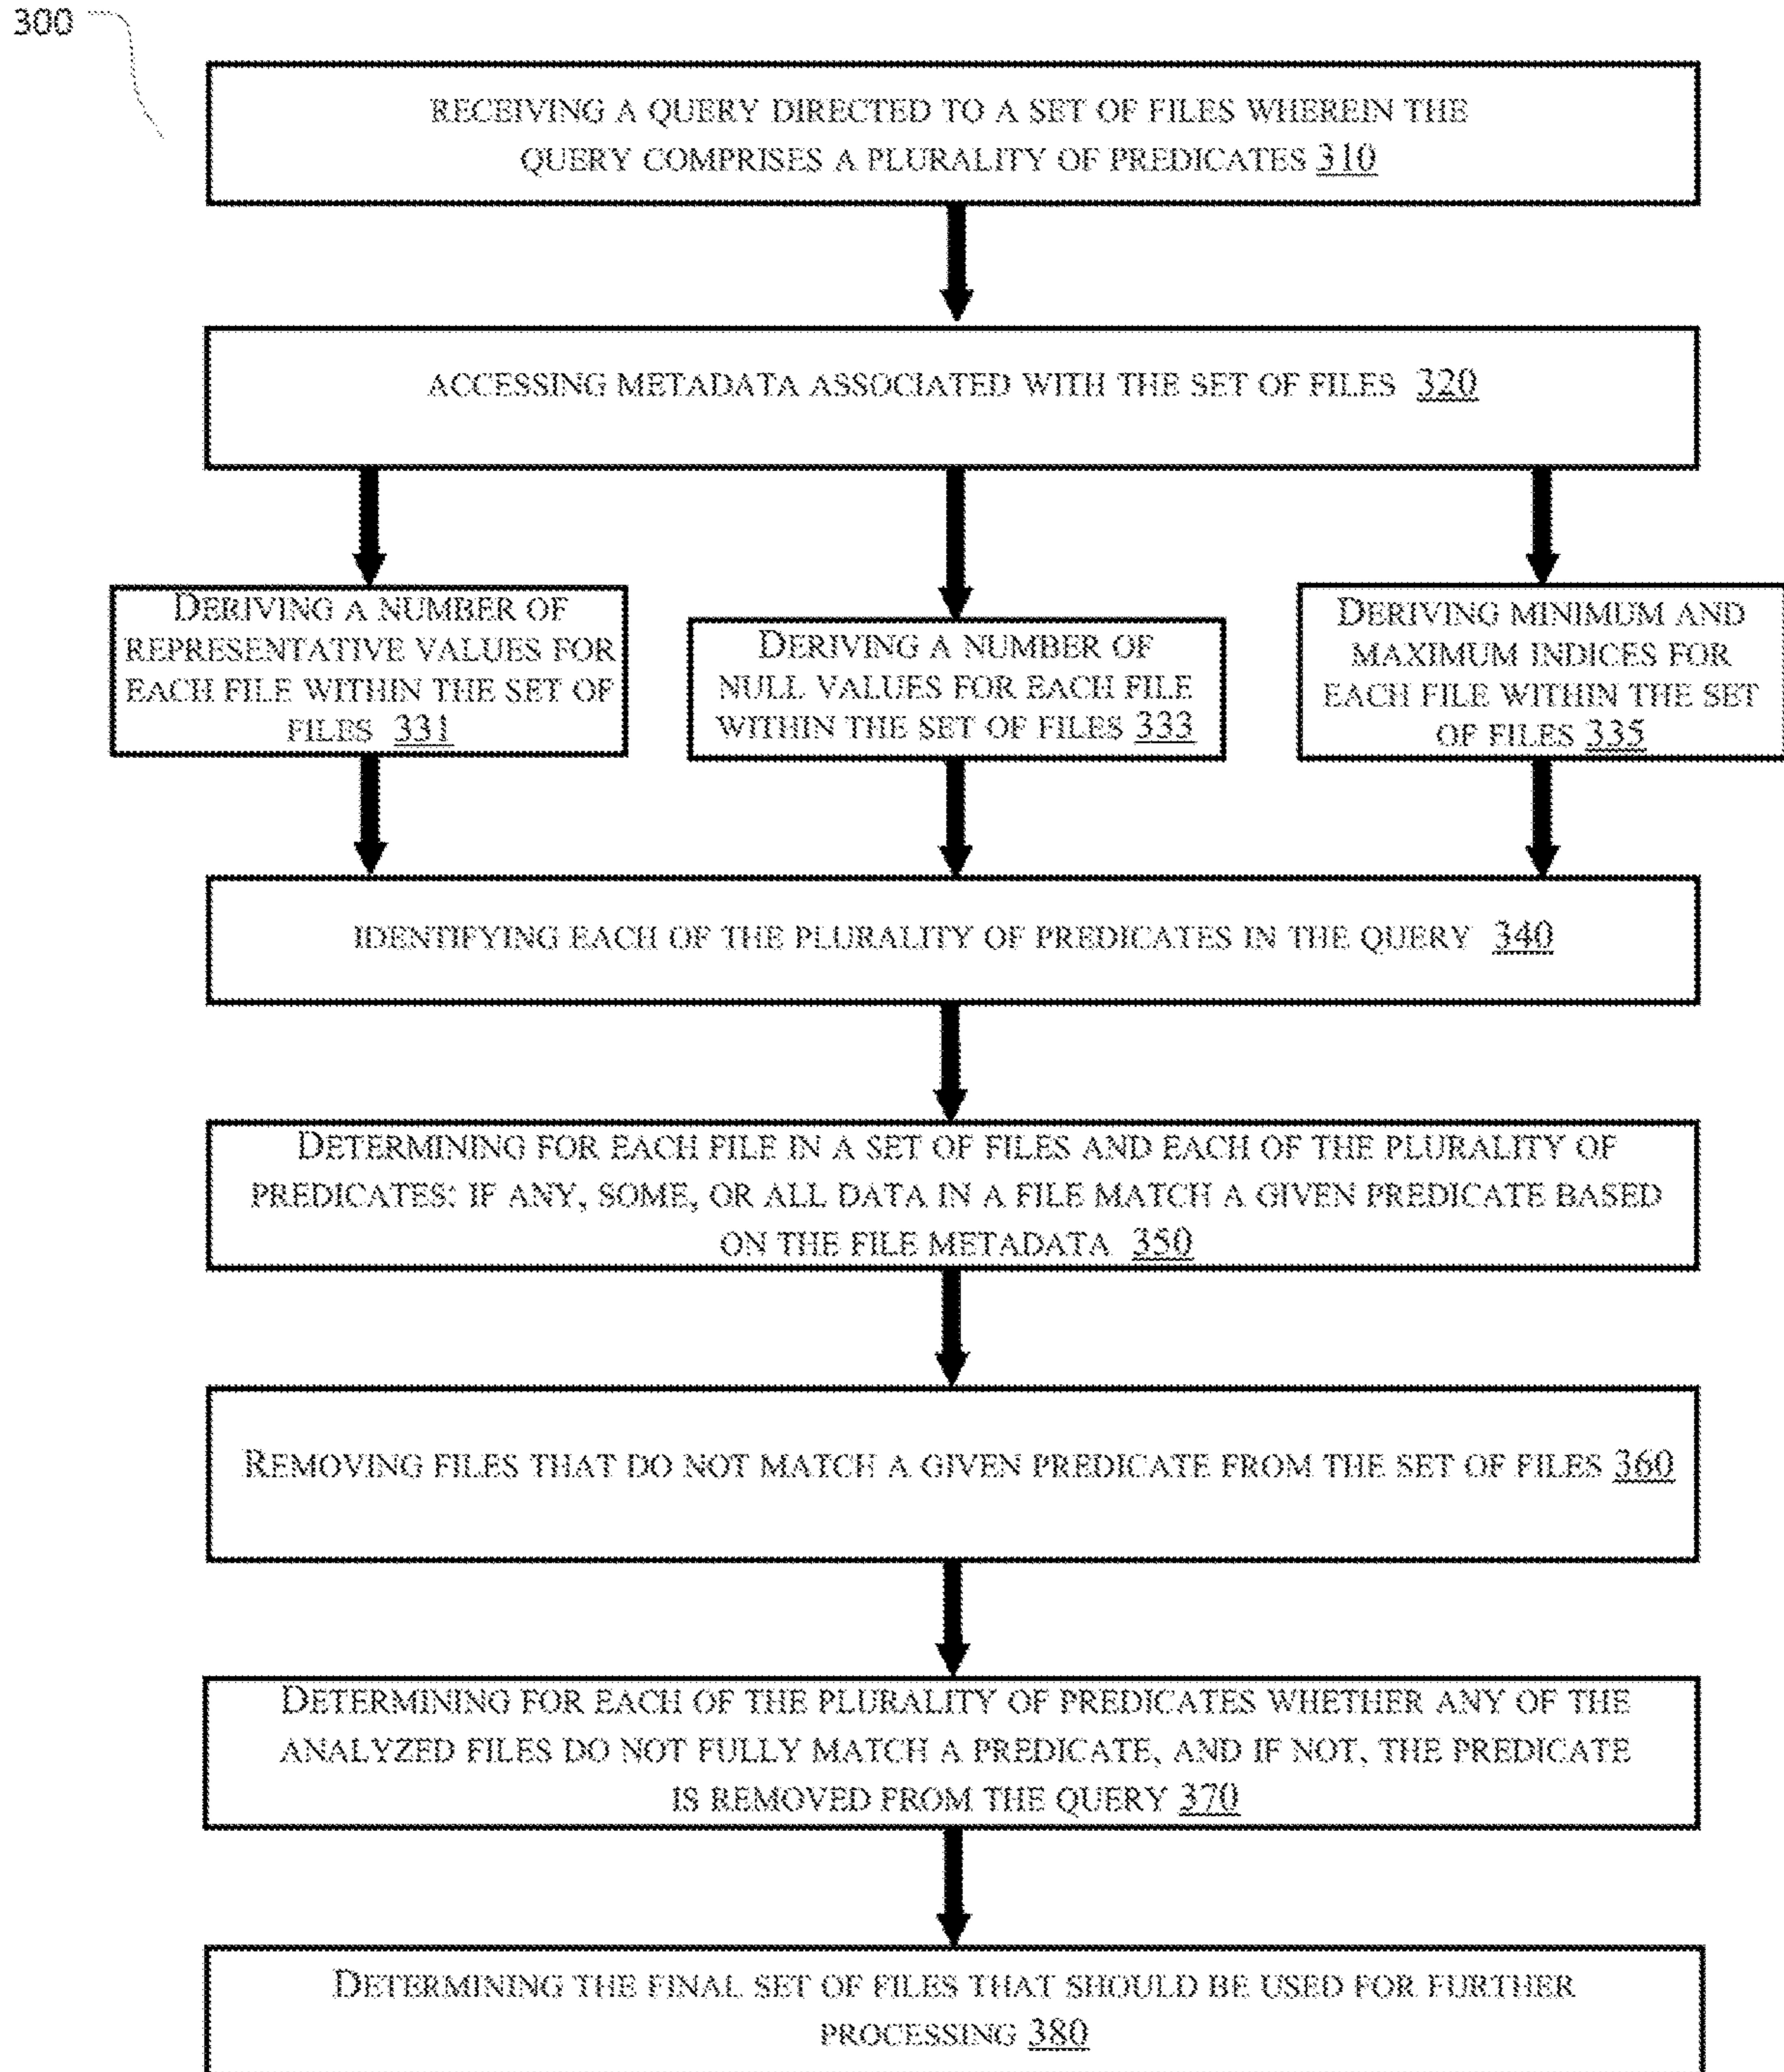 300
RECEIVING A QUERY DIRECTED TO A SET OF FILES WHEREIN THE
QUERY COMPRISES A PLURALITY OF PREDICATES 310
ACCESSING METADATA ASSOCIATED WITH THE SET OF FILES 320
DERIVING A NUMBER OF
REPRESENTATIVE VALUES FOR
EACH FILE WITHIN THE SET OF
FILES 331
DERIVING A NUMBER OF
NULL VALUES FOR EACH FILE
WITHIN THE SET OF FILES 333
DERIVING MINIMUM AND
MAXIMUM INDICES FOR
EACH FILE WITHIN THE SET
OF FILES 335
IDENTIFYING EACH OF THE PLURALITY OF PREDICATES IN THE QUERY 340
DETERMINING FOR EACH FILE IN A SET OF FILES AND EACH OF THE PLURALITY OF
PREDICATES: IF ANY, SOME, OR ALL DATA IN A FILE MATCH A GIVEN PREDICATE BASED
ON THE FILE METADATA 350
REMOVING FILES THAT DO NOT MATCH A GIVEN PREDICATE FROM THE SET OF FILES 360
DETERMINING FOR EACH OF THE PLURALITY OF PREDICATES WHETHER ANY OF THE
ANALYZED FILES DO NOT FULLY MATCH A PREDICATE, AND IF NOT, THE PREDICATE
IS REMOVED FROM THE QUERY 370
DETERMINING THE FINAL SET OF FILES THAT SHOULD BE USED FOR FURTHER
PROCESSING 380